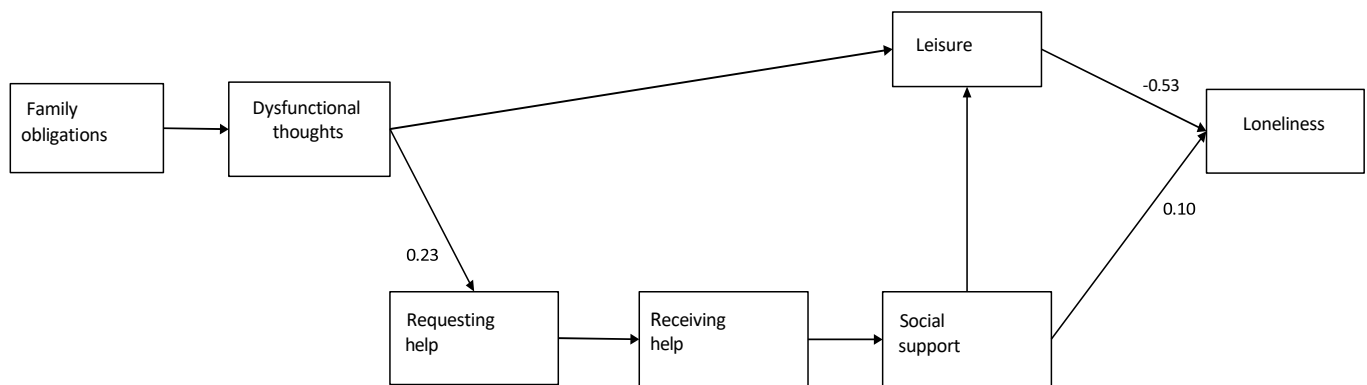 Leisure
-0.53
Family
obligations
Dysfunctional
thoughts
Loneliness
0.10
0.23
Requesting
help
Receiving
help
Social
support